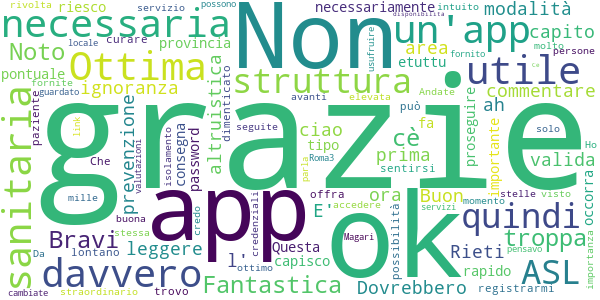 rivolta
servizio
possono
disponibilità
necessariamente
intuito
modalità
necessaria
riesco
Non
un'app
locale
curare
usufruire
fornito
molto
Noto
provincia
Ottima
area
capito
persone
pontuale
etuttu
utile
fornite
guardato
ignoranza
struttura
commentare
Andate
Ce
sanitaria
paziente
link
prevenzione
valutazioni
isolamento
consegna
password
altruistica
dimenticato
avanti
elevata
grazie
può
fa
proseguire
ah
importante
solo
Ho
seguite
ciao
tipo
Roma3
cè
prima
sentirsi
valida
occorra
Che
mille
buona
app
credo
credenziali
offra
parla
ora
E'
accedere
possibilità
Buon
servizi
stelle
visto
momento
importanza
Bravi
stessa
l'
Questa
Magari
ok
quindi
troppa
pensavo
Da
lontano
leggere
ottimo
capisco
Rieti
ASL
davvero
trovo
Fantastica
Dovrebbero
rapido
registrarmi
cambiate
straordinario